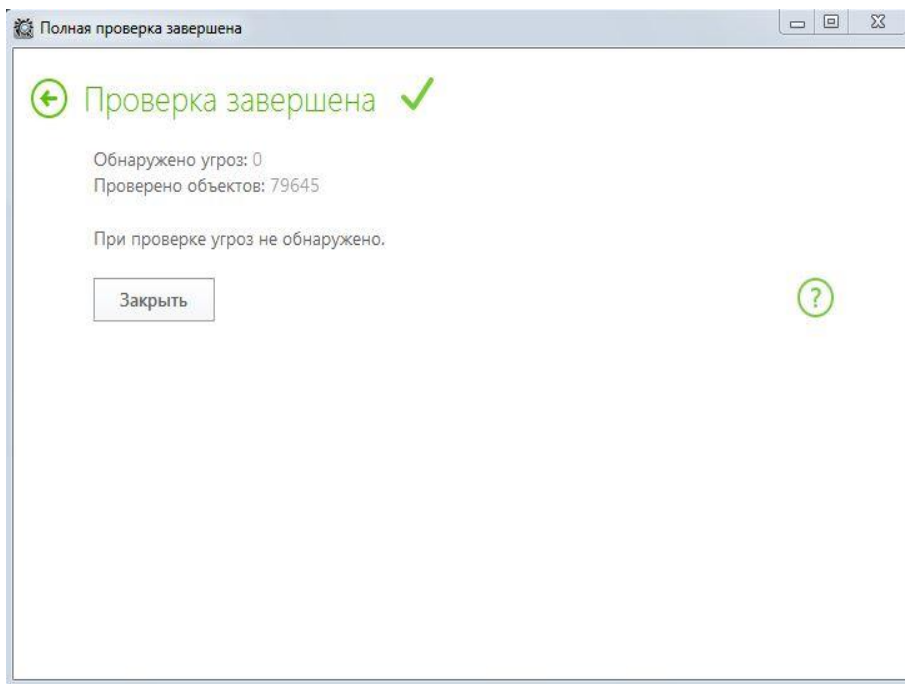 Полная проверка завершена
Проверка завершена
Обнаружено угроз: 0
Проверено объектов: 79645
При проверке угроз не обнаружено.
Закрыть
?